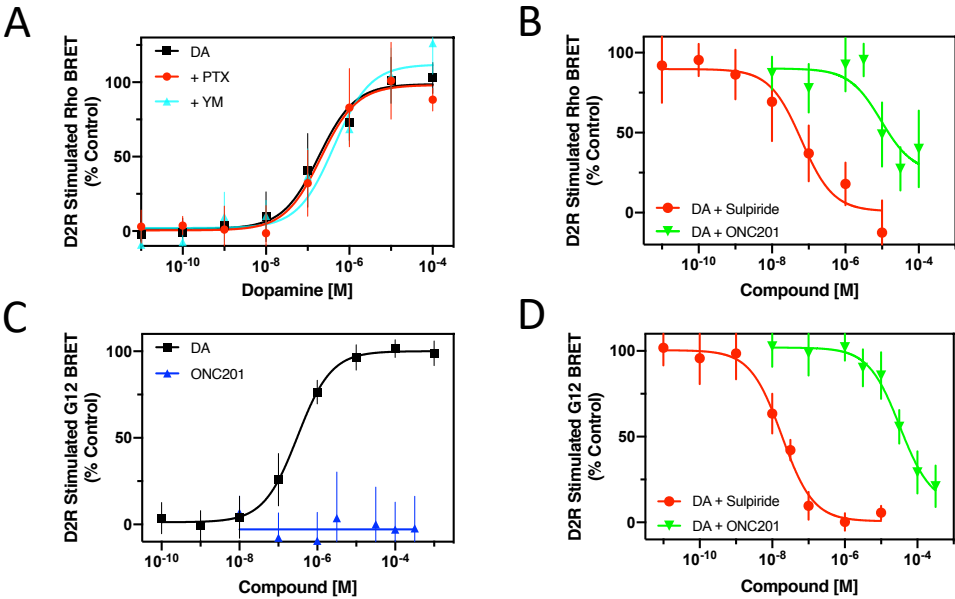 A
D2R Stimulated Rho BRET
(% Control)
100
50
0
DA
+ PTX
+ YM
10-10
10-8
10-6
10-4
Dopamine [M]
B
D2R Stimulated Rho BRET
(% Control)
100
50
0
DA + Sulpiride
DA + ONC201
10-10
10-8
10-6
10-4
Compound [M]
C
D2R Stimulated G12 BRET
(% Control)
100
50
0
DA
ONC201
10-10
10-8
10-6
10-4
Compound [M]
D
D2R Stimulated G12 BRET
(% Control)
100
50
0
DA + Sulpiride
DA + ONC201
10-10
10-8
10-6
10-4
Compound [M]